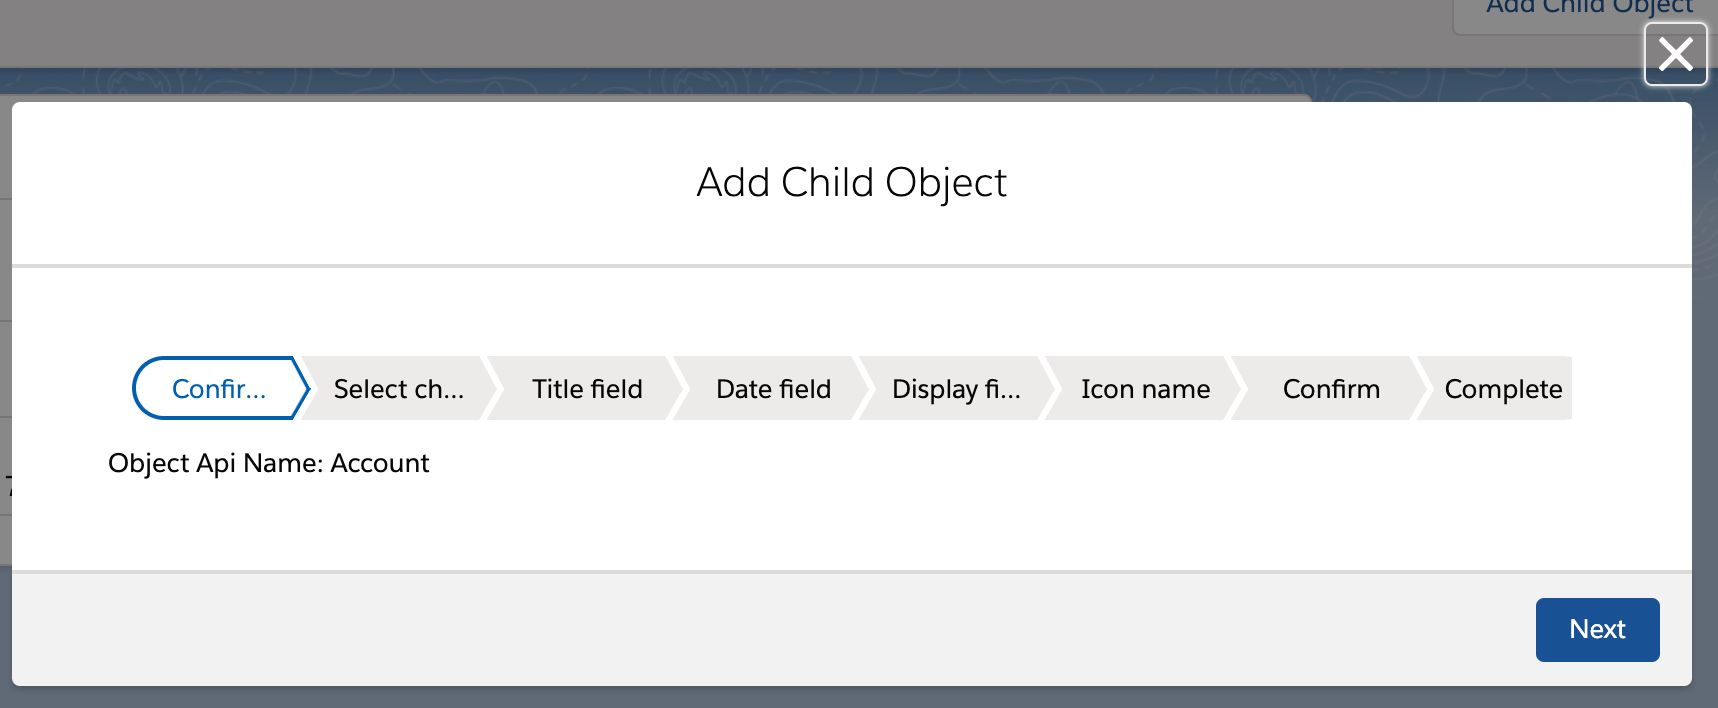 Add Child Object
Add Child Object
Confir...
Select ch...
Title field
Date field
Display fi...
Icon name
Confirm
Complete
Object Api Name: Account
Next